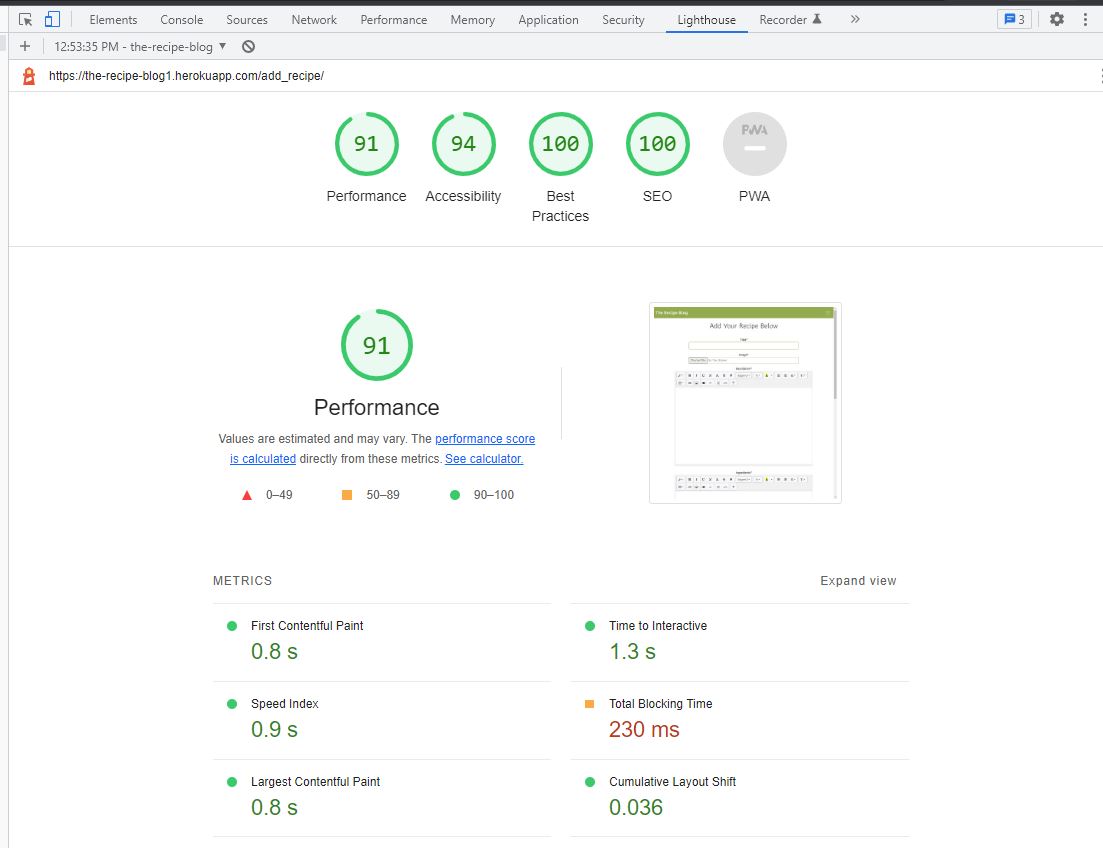 Elements Console Sources Network Performance Memory Application Security Lighthouse Recorder » 3
+ 12:53:35 PM - the-recipe-blog ▼
https://the-recipe-blog1.herokuapp.com/add_recipe/
91 94 100 100 PWA
Performance Accessibility Best Practices SEO PWA
91
Performance
Values are estimated and may vary. The performance score
is calculated directly from these metrics. See calculator.
0–49 50–89 90–100
The Recipe Blog
Add Your Recipe Below
Title*
Image*
Description*
Ingredients*
METRICS Expand view
First Contentful Paint
0.8 s
Time to Interactive
1.3 s
Speed Index
0.9 s
Total Blocking Time
230 ms
Largest Contentful Paint
0.8 s
Cumulative Layout Shift
0.036